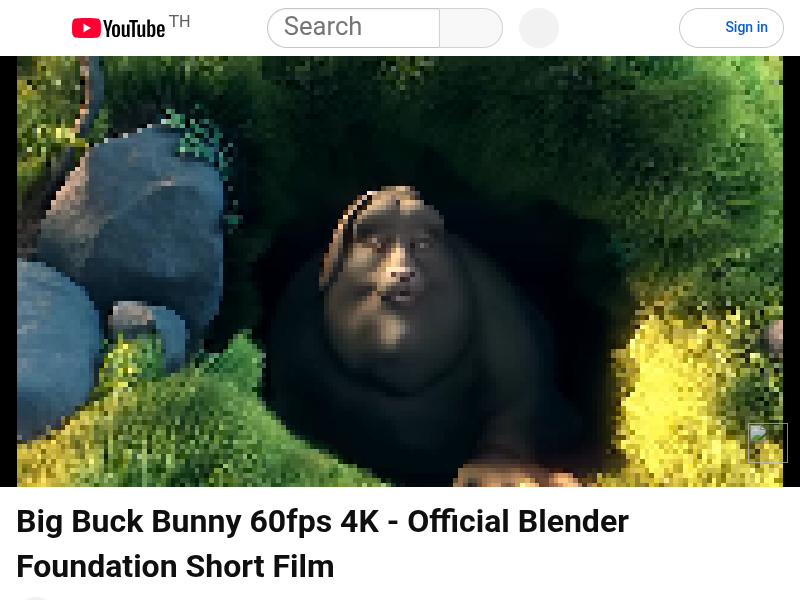 YouTube TH
Search
Sign in
Big Buck Bunny 60fps 4K - Official Blender
Foundation Short Film